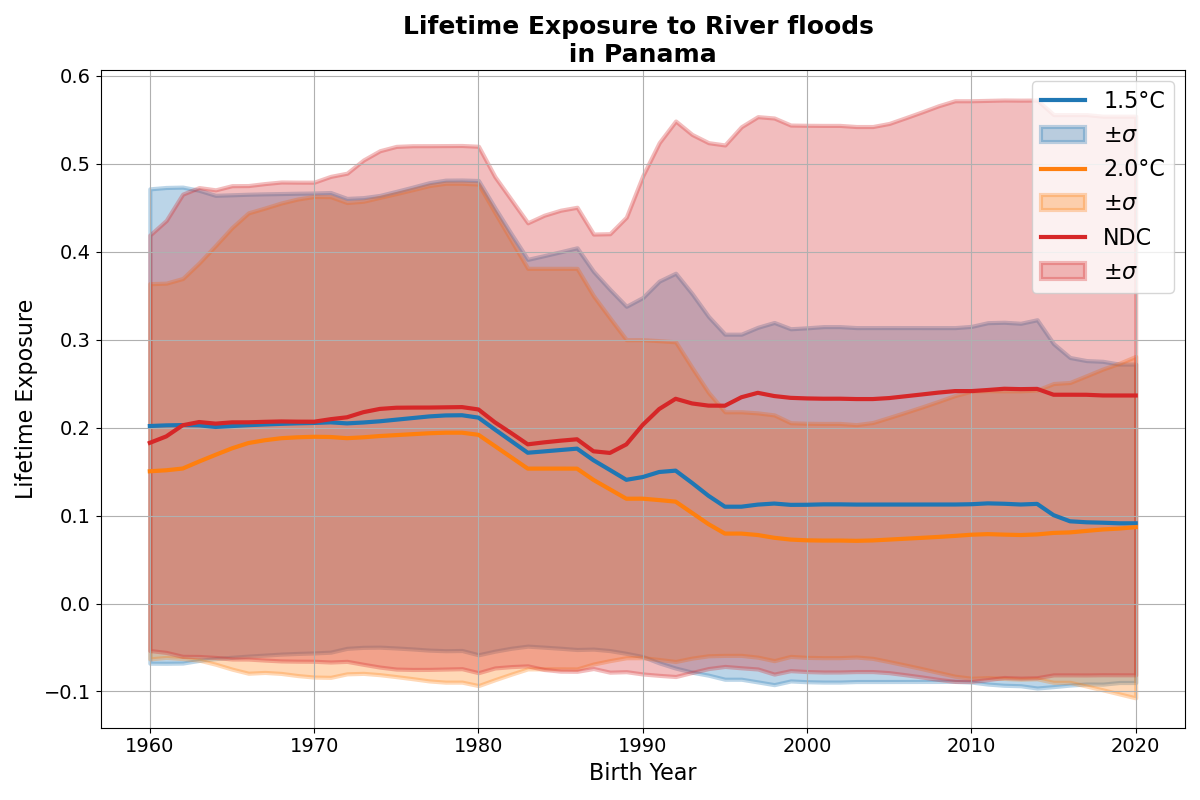 Lifetime Exposure to River floods
in Panama
0.6
0.5
0.4
0.3
0.2
0.1
0.0
−0.1
Lifetime Exposure
1960
1970
1980
1990
2000
2010
2020
Birth Year
1.5°C
±σ
2.0°C
±σ
NDC
±σ